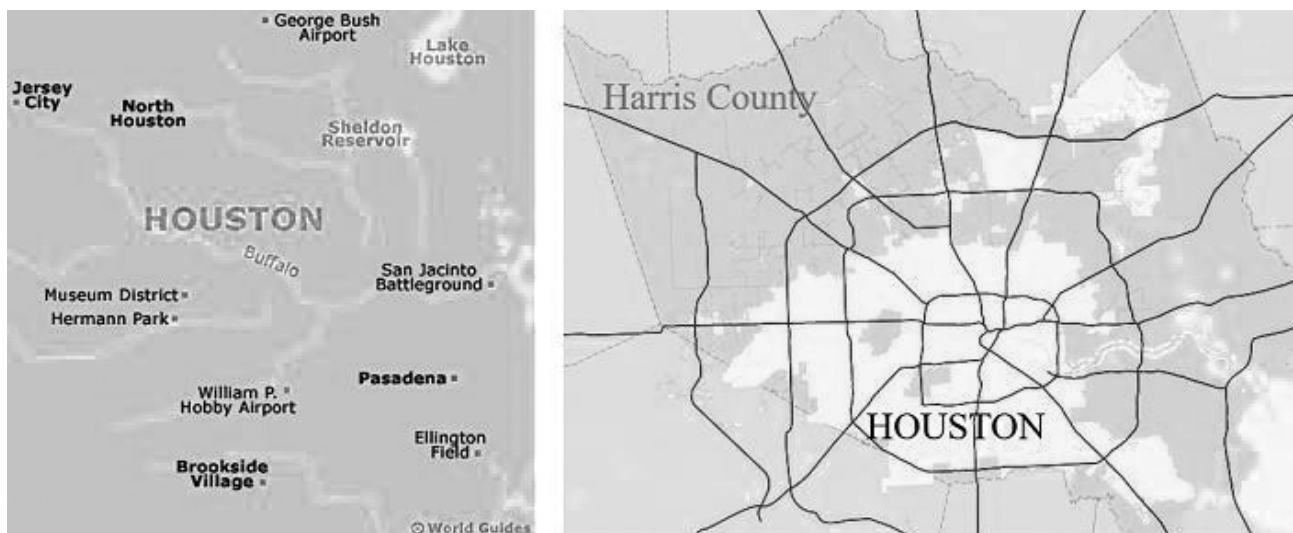 George Bush
Airport
Lake
Houston
Jersey
City
North
Houston
Sheldon
Reservoir
HOUSTON
Buffalo
San Jacinto
Battleground
Museum District
Hermann Park
Pasadena
William P.
Hobby Airport
Ellington
Field
Brookside
Village
© World Guides
Harris County
HOUSTON